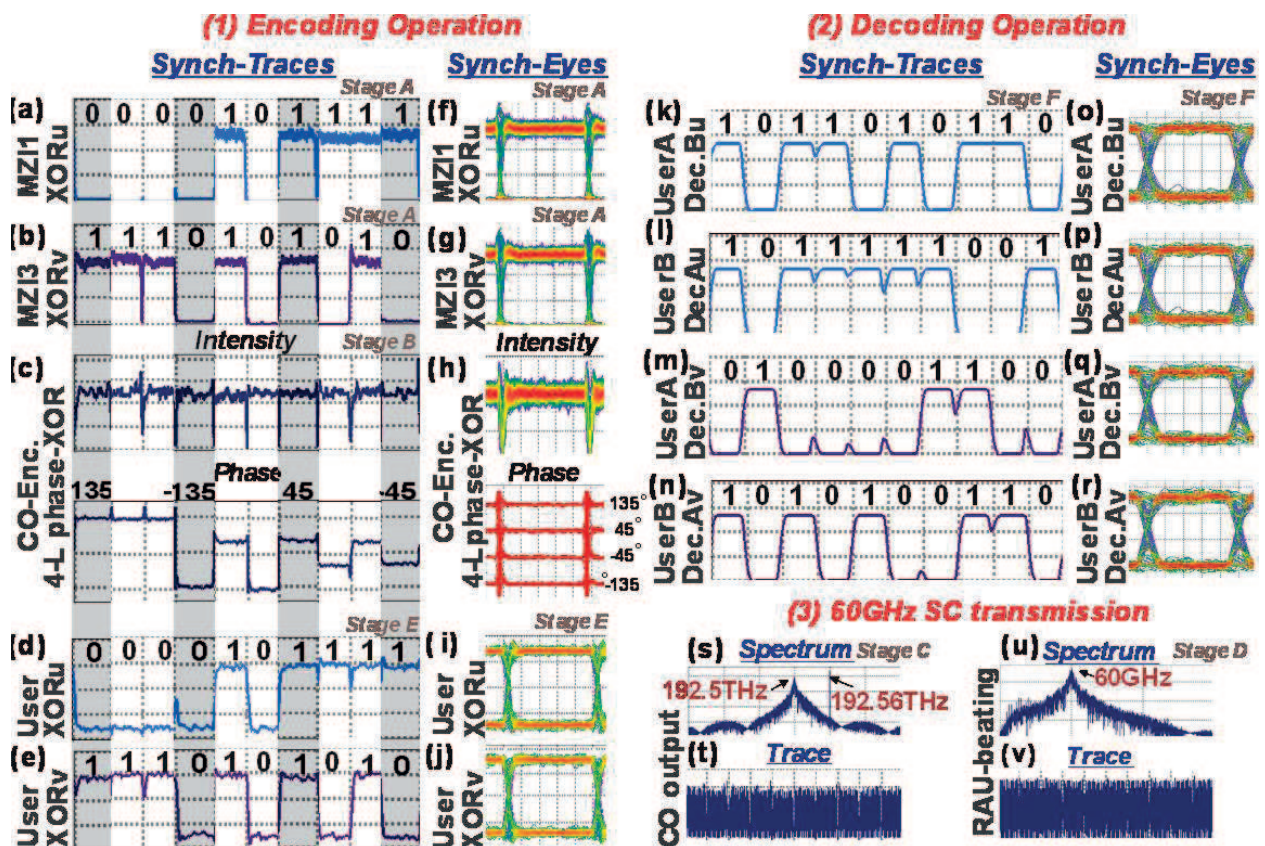 (1) Encoding Operation
Synch-Traces
Synch-Eyes
Stage A
(a)
0 0 0 0 1 0 1 1 1 1
MZI1
XORu
Stage A
(b)
1 1 1 0 1 0 1 0 1 0
MZI3
XORv
Intensity
Stage B
(c)
CO-Enc.
4-L phase-XOR
Phase
135 -135 45 -45
Stage E
(d)
0 0 0 0 1 0 1 1 1 1
User
XORu
(e)
1 1 1 0 1 0 1 0 1 0
User
XORv
Stage A
(f)
MZI1
XORu
Stage A
(g)
MZI3
XORv
Intensity
(h)
CO-Enc.
4-L phase-XOR
Phase
135°
45°
-45°
-135°
Stage E
(i)
User
XORu
(j)
User
XORv
(2) Decoding Operation
Synch-Traces
Synch-Eyes
Stage F
(k)
1 0 1 1 0 1 0 1 1 0
UserA
Dec.Bu
(l)
1 0 1 1 1 1 1 0 0 1
UserB
DecAu
(m)
0 1 0 0 0 0 1 1 0 0
UserA
Dec.Bv
(n)
1 0 1 0 1 0 0 1 1 0
UserB
Dec.Av
Stage F
(o)
UserA
Dec.Bu
(p)
UserB
DecAu
(q)
UserA
Dec.Bv
(r)
UserB
Dec.Av
(3) 60GHz SC transmission
(s)
Spectrum
Stage C
192.5THz
192.56THz
CO output
(t)
Trace
(u)
Spectrum
Stage D
60GHz
RAU-beating
(v)
Trace